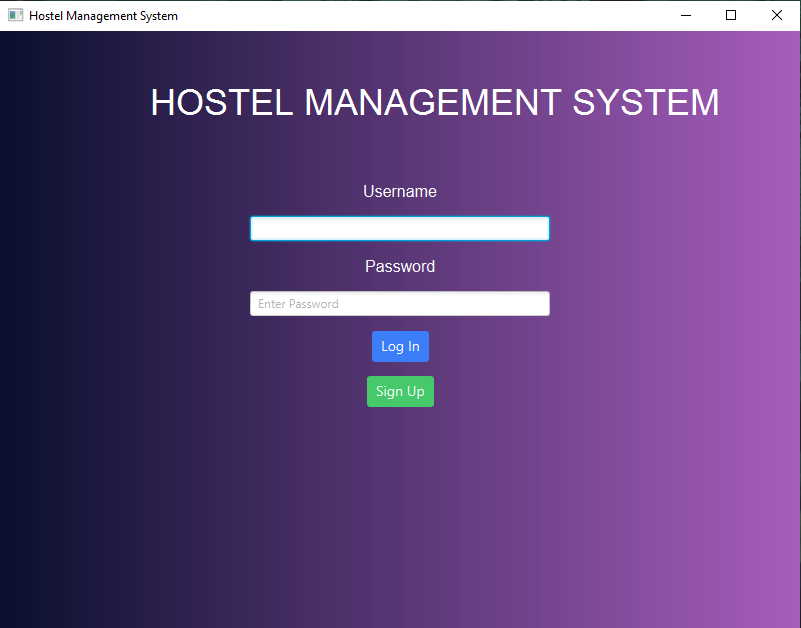 Hostel Management System
HOSTEL MANAGEMENT SYSTEM
Username
Password
Enter Password
Log In
Sign Up